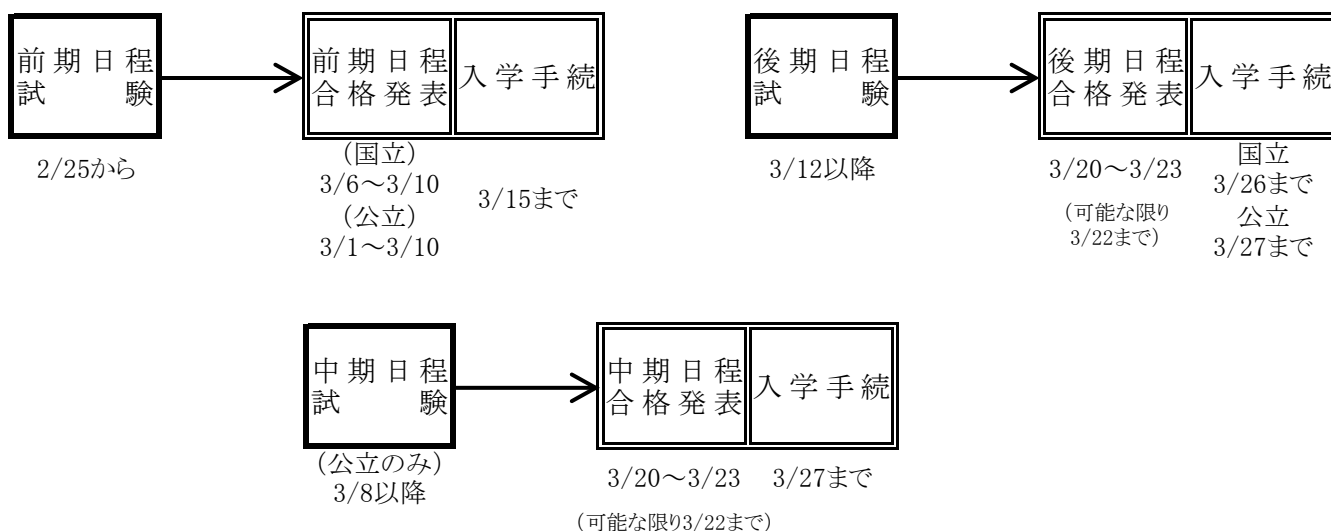 前期日程
試験
2/25から
前期日程
合格発表
入学手続
(国立)
3/6～3/10
(公立)
3/1～3/10
3/15まで
後期日程
試験
3/12以降
後期日程
合格発表
入学手続
3/20～3/23
(可能な限り
3/22まで)
国立
3/26まで
公立
3/27まで
中期日程
試験
(公立のみ)
3/8以降
中期日程
合格発表
入学手続
3/20～3/23
3/27まで
(可能な限り3/22まで)